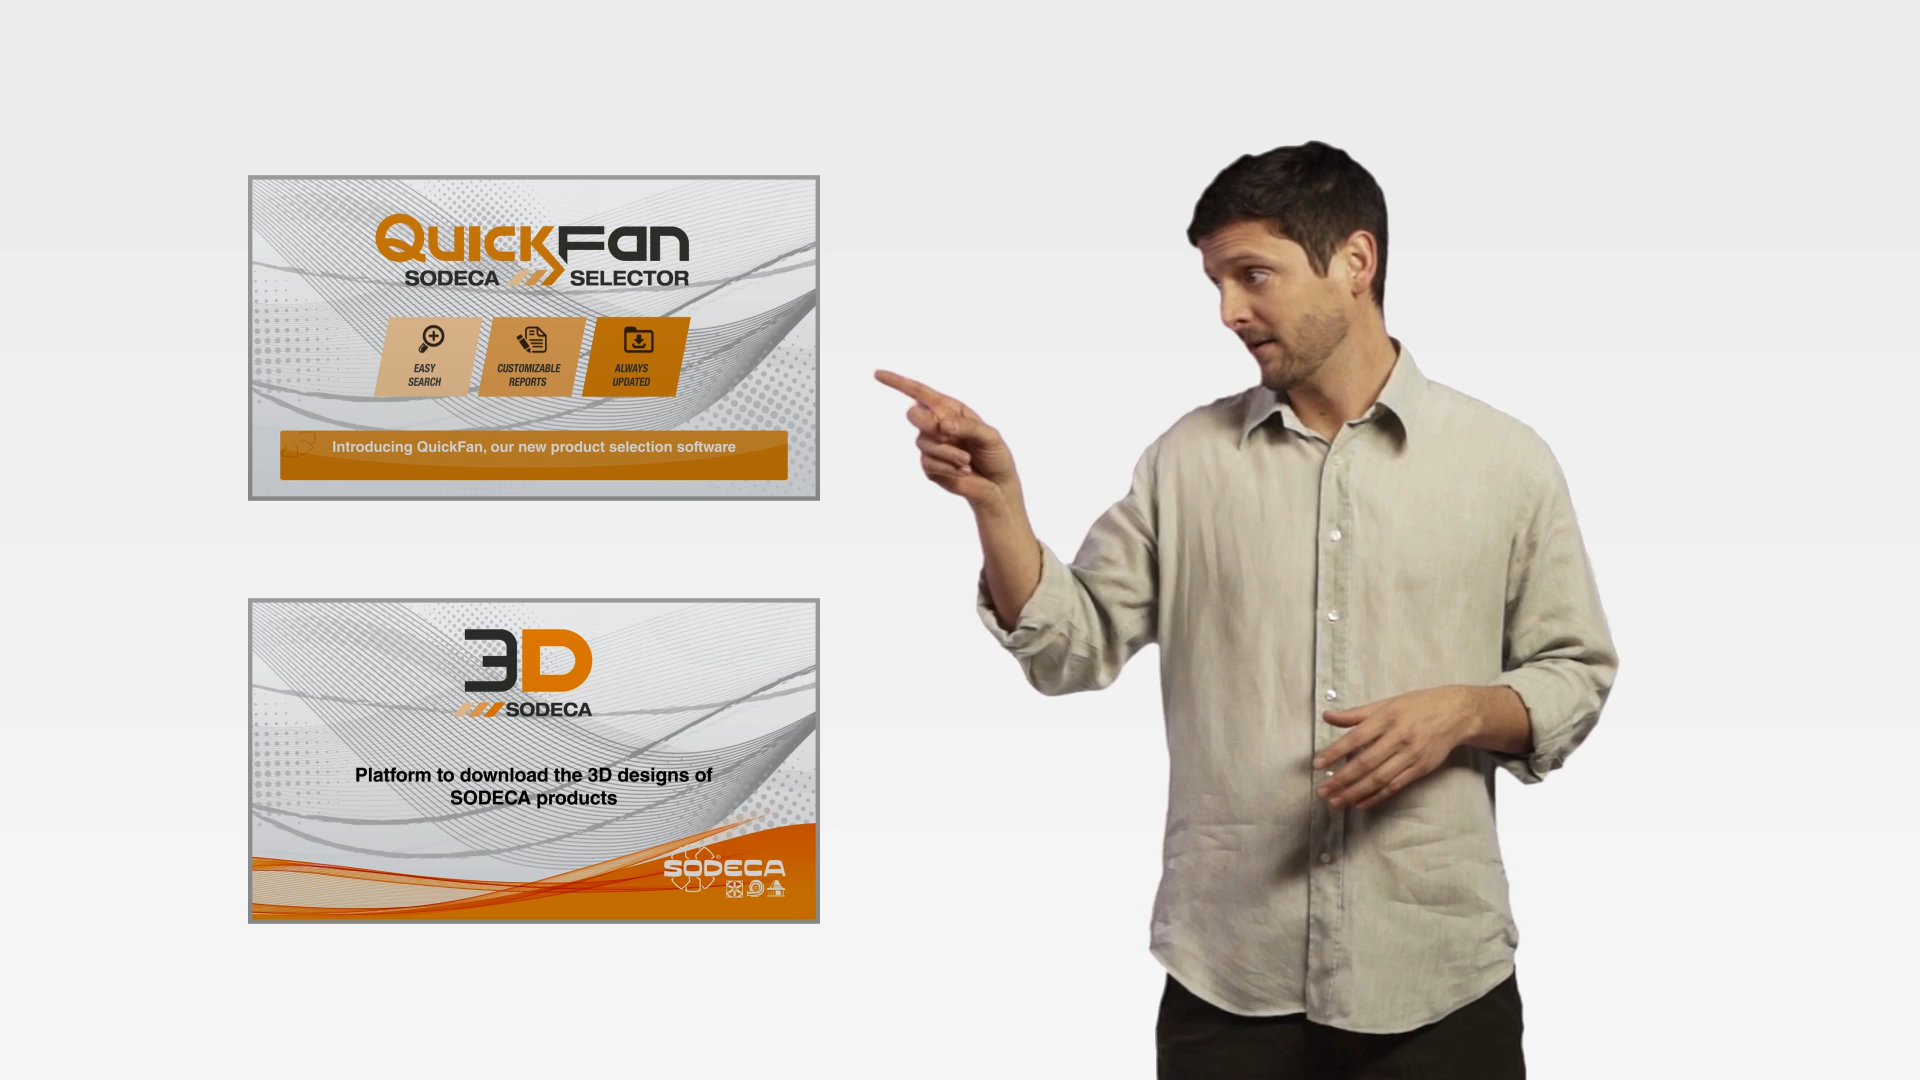 QUICKFAN
SODECA SELECTOR
EASY
SEARCH
CUSTOMIZABLE
REPORTS
ALWAYS
UPDATED
Introducing QuickFan, our new product selection software
3D
SODECA
Platform to download the 3D designs of
SODECA products
SODECA